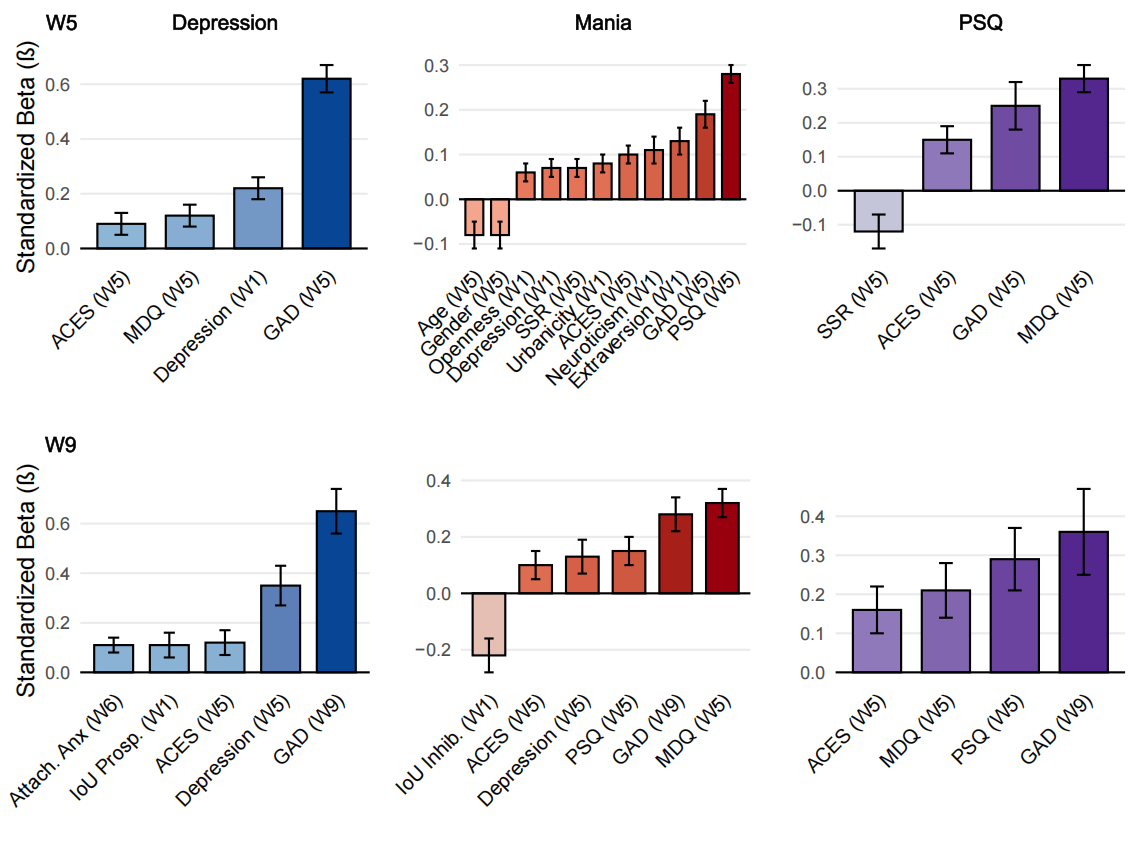 W5 Depression Mania PSQ
Standardized Beta (ß)
0.6
0.4
0.2
0.0
ACES (W5)
MDQ (W5)
Depression (W1)
GAD (W5)
0.3
0.2
0.1
0.0
−0.1
Age (W5)
Gender (W5)
Openness (W1)
Depression (W1)
SSR (W5)
Urbanicity (W1)
ACES (W5)
Neuroticism (W1)
Extraversion (W1)
GAD (W5)
PSQ (W5)
0.3
0.2
0.1
0.0
−0.1
SSR (W5)
ACES (W5)
GAD (W5)
MDQ (W5)
W9
Standardized Beta (ß)
0.6
0.4
0.2
0.0
Attach. Anx (W6)
IoU Prosp. (W1)
ACES (W5)
Depression (W5)
GAD (W9)
0.4
0.2
0.0
−0.2
IoU Inhib. (W1)
ACES (W5)
Depression (W5)
PSQ (W5)
GAD (W9)
MDQ (W5)
0.4
0.3
0.2
0.1
0.0
ACES (W5)
MDQ (W5)
PSQ (W5)
GAD (W9)